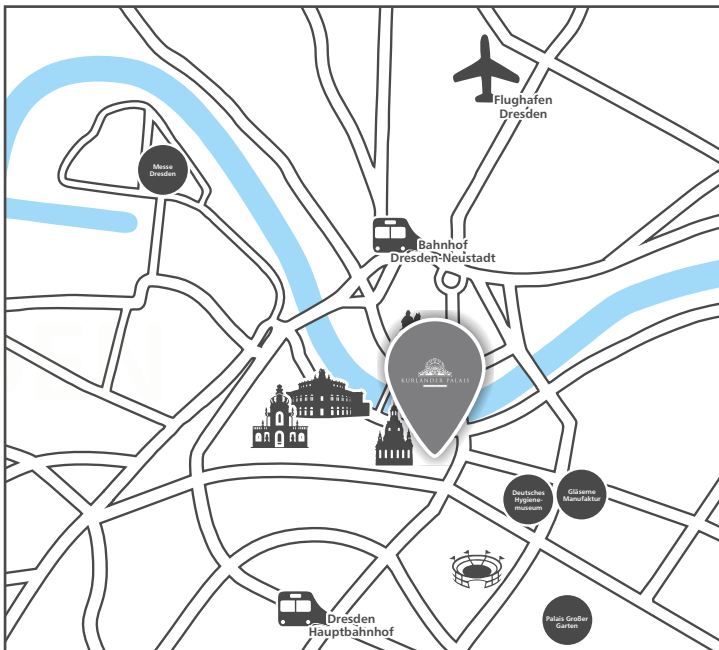 Flughafen
Dresden
Messe
Dresden
Bahnhof
Dresden-Neustadt
KURLÄNDER PALAIS
Deutsches
Hygiene-
museum
Gläserne
Manufaktur
Palais Großer
Garten
Dresden
Hauptbahnhof